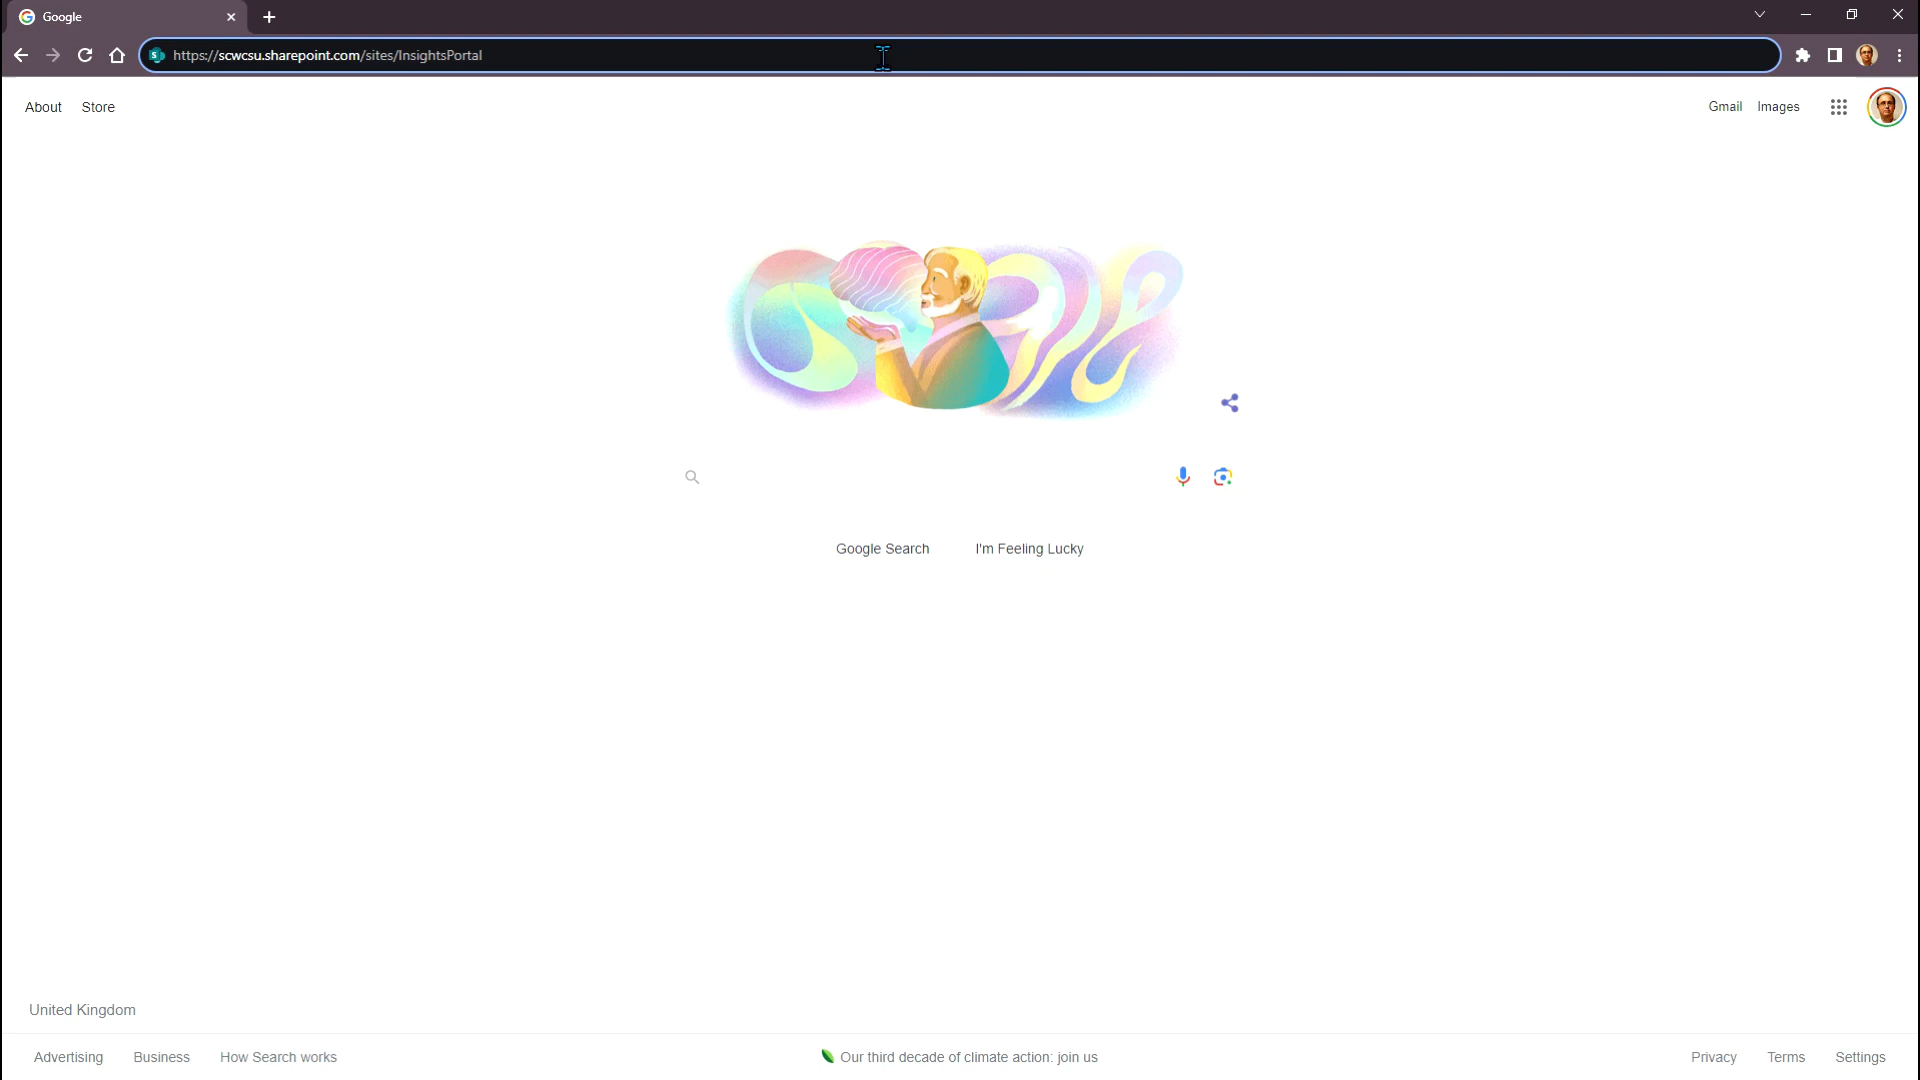 Google
https://scwcsu.sharepoint.com/sites/InsightsPortal
About Store
Gmail Images
Google Search I'm Feeling Lucky
United Kingdom
Advertising Business How Search works
Our third decade of climate action: join us
Privacy Terms Settings